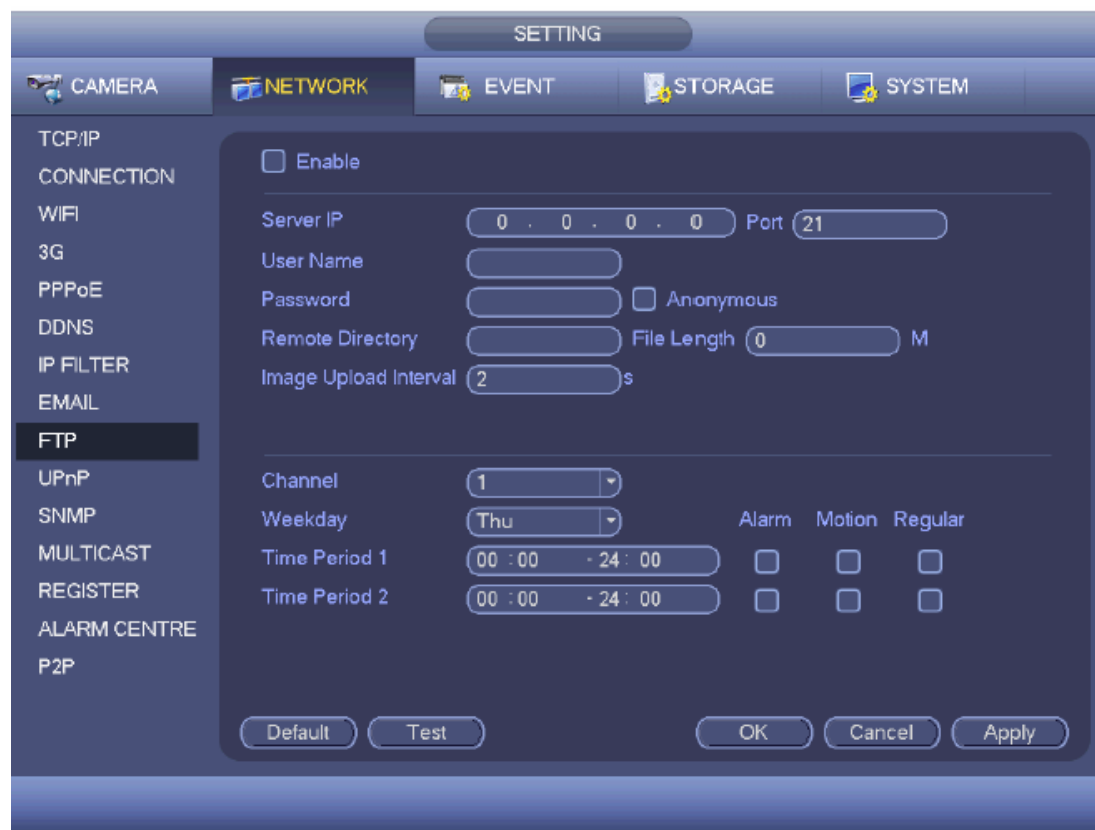 SETTING
CAMERA NETWORK EVENT STORAGE SYSTEM
TCP/IP
CONNECTION
WIFI
3G
PPPoE
DDNS
IP FILTER
EMAIL
FTP
UPnP
SNMP
MULTICAST
REGISTER
ALARM CENTRE
P2P
Enable
Server IP 0 . 0 . 0 . 0 Port 21
User Name
Password Anonymous
Remote Directory File Length 0 M
Image Upload Interval 2 s
Channel 1
Weekday Thu Alarm Motion Regular
Time Period 1 00 :00 - 24 : 00
Time Period 2 00 :00 - 24 : 00
Default Test OK Cancel Apply